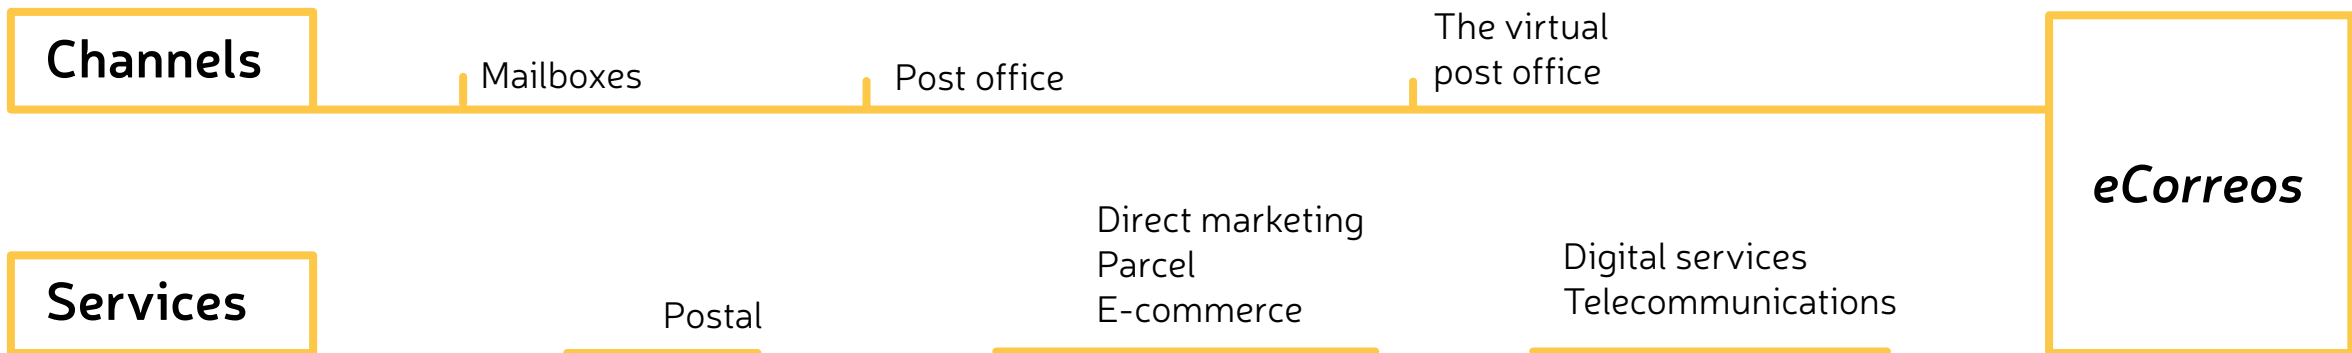 Channels
Mailboxes
Post office
The virtual
post office
eCorreos
Services
Postal
Direct marketing
Parcel
E-commerce
Digital services
Telecommunications